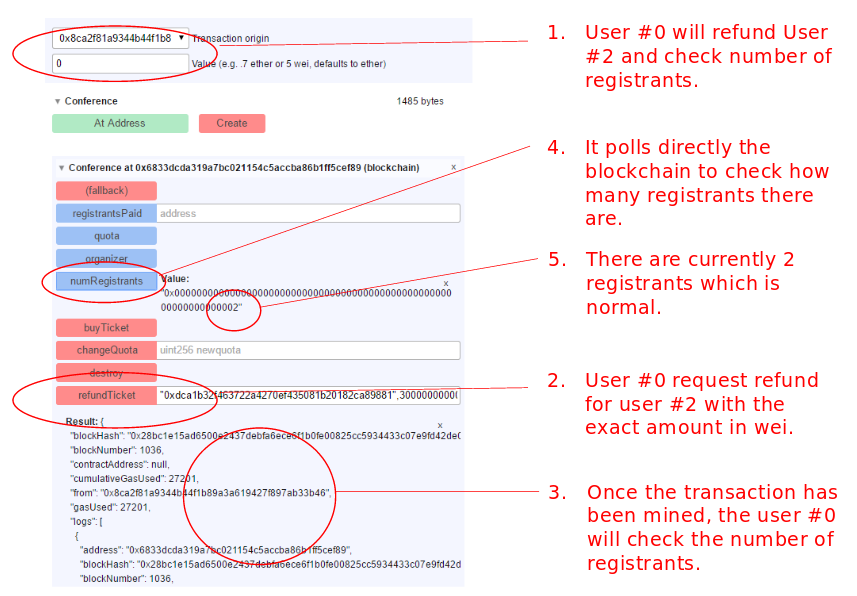 0x8ca2f81a9344b44f1b8 ▼ Transaction origin
0 Value (e.g. .7 ether or 5 wei, defaults to ether)
▼ Conference 1485 bytes
At Address Create
▼ Conference at 0x6833dcda319a7bc021154c5accba86b1ff5cef89 (blockchain) x
(fallback)
registrantsPaid address
quota
organizer
numRegistrants Value: x
"0x00000000000000000000000000000000000000000000000000
00000000000002"
buyTicket
changeQuota uint256 newquota
destroy
refundTicket
Result: { x
"blockHash": "0x28bc1e15ad6500e2437debfa6ece6f1b0fe00825cc5934433c07e9fd42de0
"blockNumber": 1036,
"contractAddress": null,
"cumulativeGasUsed": 27201,
"from": "0x8ca2f81a9344b44f1b89a3a619427f897ab33b46",
"gasUsed": 27201,
"logs": [
{
"address": "0x6833dcda319a7bc021154c5accba86b1ff5cef89",
"blockHash": "0x28bc1e15ad6500e2437debfa6ece6f1b0fe00825cc5934433c07e9fd42d
"blockNumber": 1036,
1. User #0 will refund User
#2 and check number of
registrants.
4. It polls directly the
blockchain to check how
many registrants there
are.
5. There are currently 2
registrants which is
normal.
2. User #0 request refund
for user #2 with the
exact amount in wei.
3. Once the transaction has
been mined, the user #0
will check the number of
registrants.